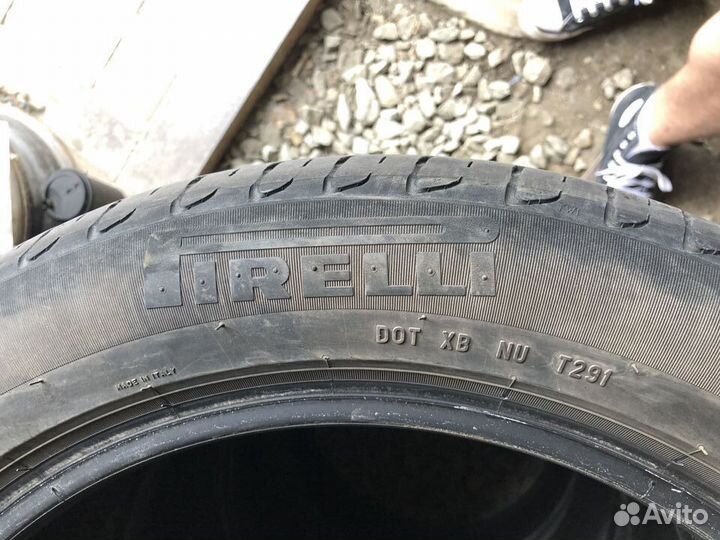 PIRELLI
DOT XB NU T291
MADE IN ITALY
Avito